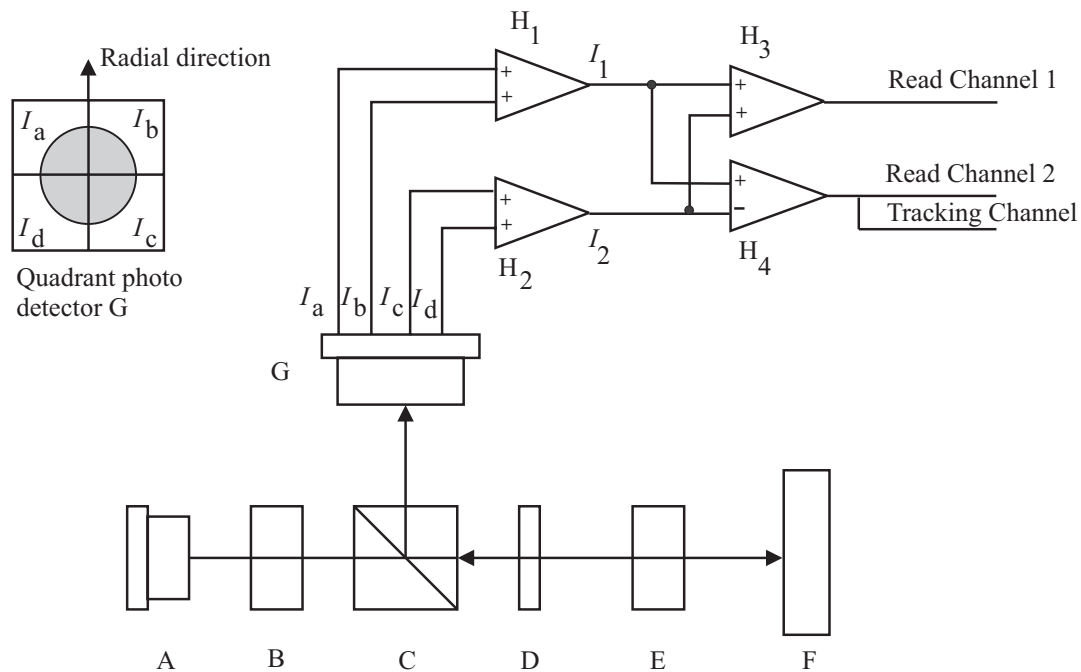 Radial direction
I_a I_b
I_d I_c
Quadrant photo
detector G
H_1
+
+
I_1
H_3
+
+
Read Channel 1
H_2
+
+
I_2
H_4
+
−
Read Channel 2
Tracking Channel
I_a I_b I_c I_d
G
A B C D E F